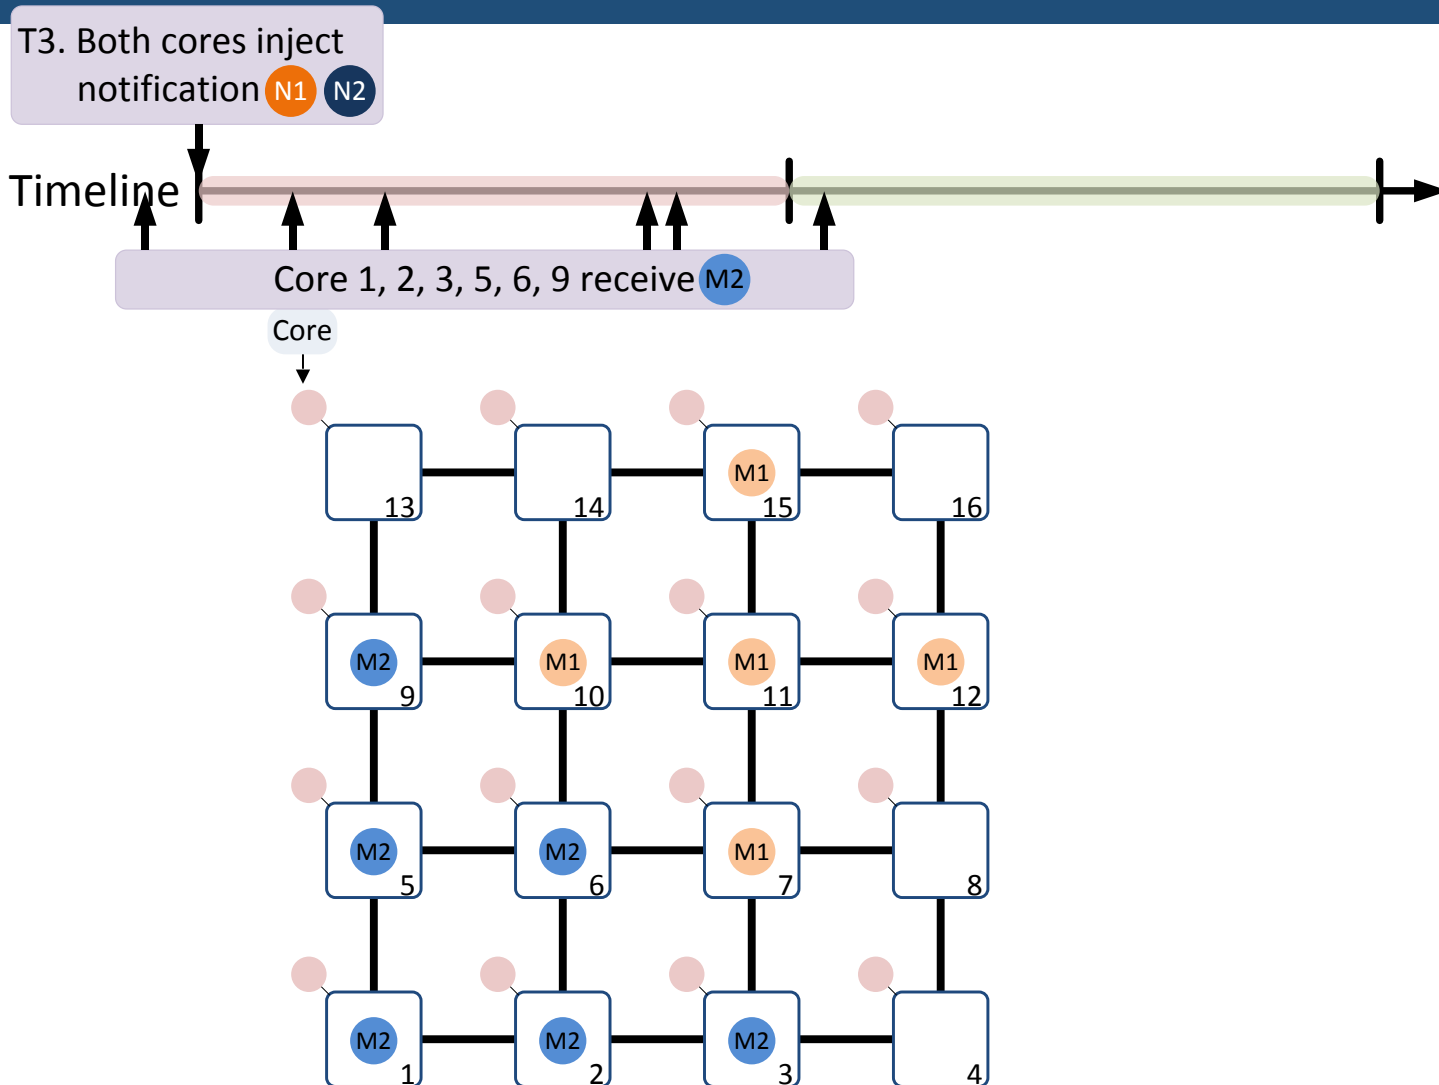 T3. Both cores inject
notification N1 N2
Timeline
Core 1, 2, 3, 5, 6, 9 receive M2
Core
M1
13 14 15 16
M2 M1 M1 M1
9 10 11 12
M2 M2 M1
5 6 7 8
M2 M2 M2
1 2 3 4